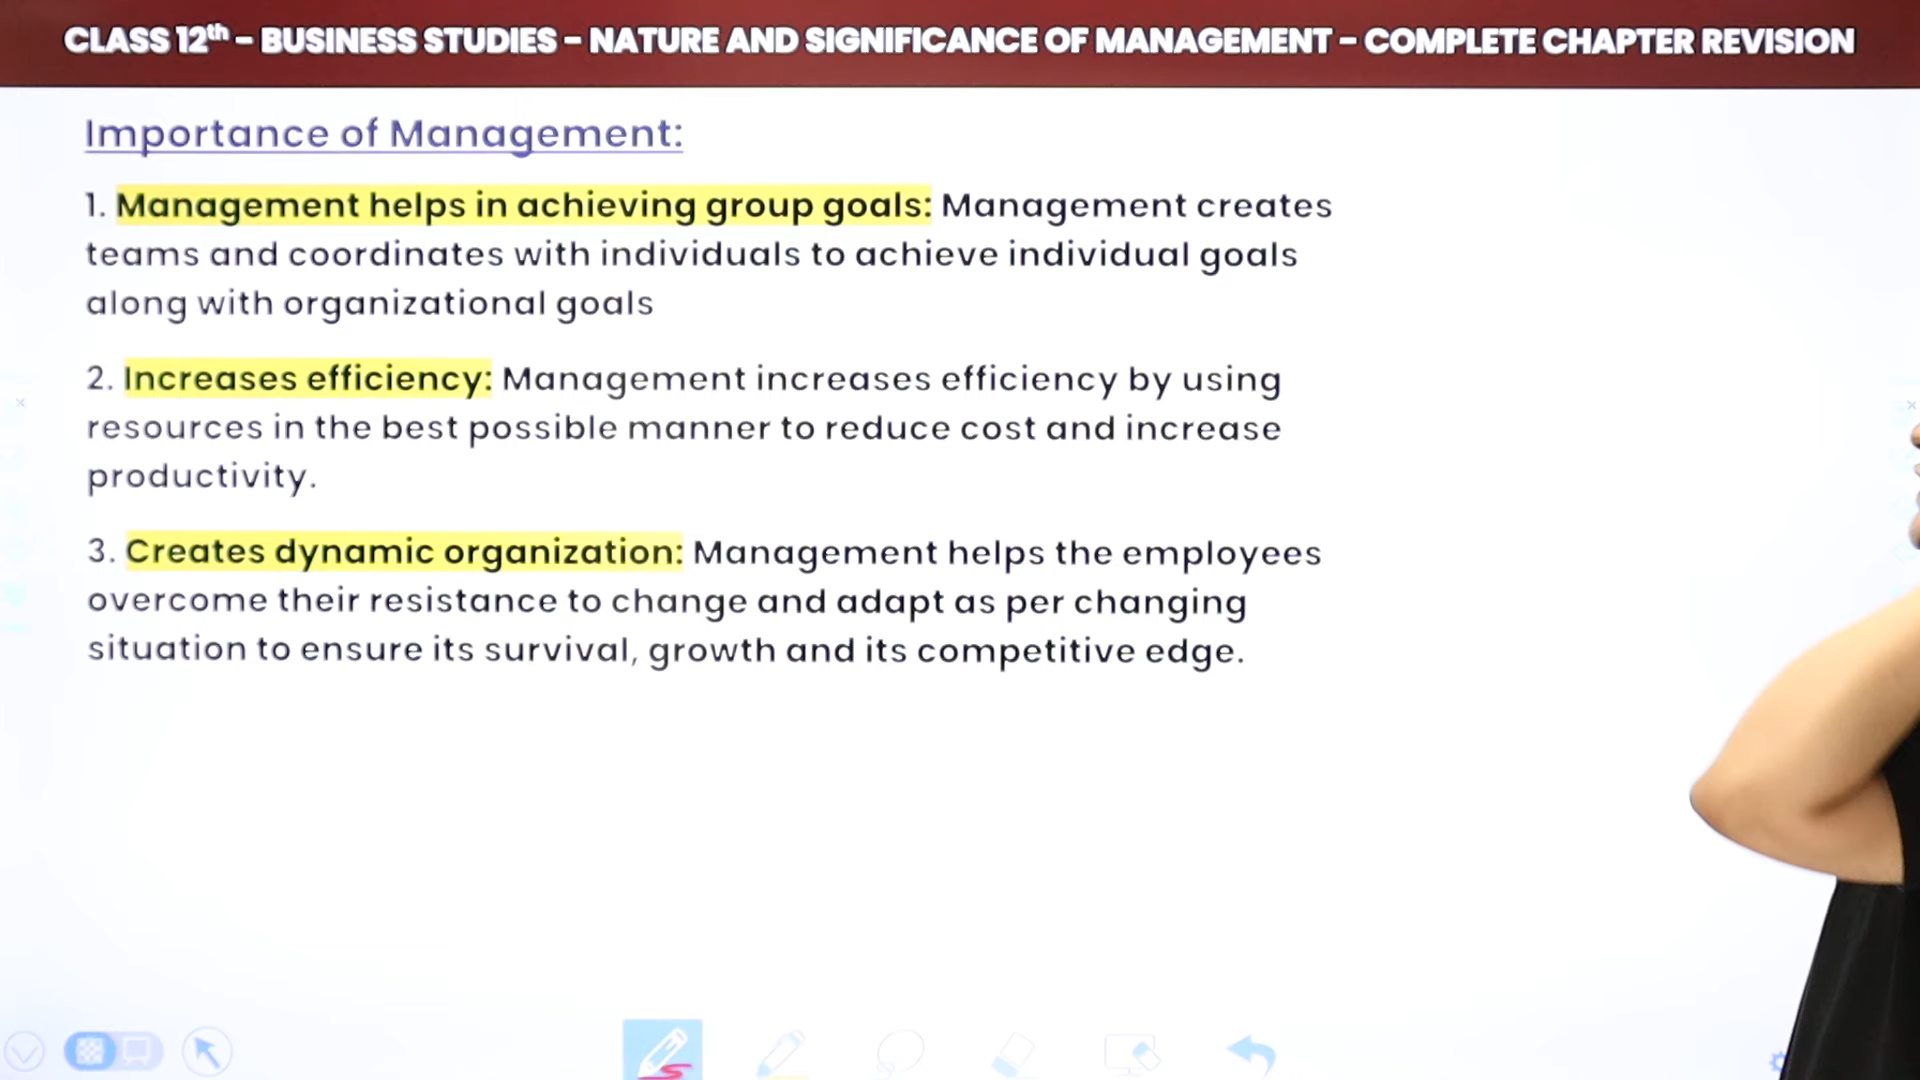 CLASS 12th – BUSINESS STUDIES – NATURE AND SIGNIFICANCE OF MANAGEMENT – COMPLETE CHAPTER REVISION
Importance of Management:
1. Management helps in achieving group goals: Management creates
teams and coordinates with individuals to achieve individual goals
along with organizational goals
2. Increases efficiency: Management increases efficiency by using
resources in the best possible manner to reduce cost and increase
productivity.
3. Creates dynamic organization: Management helps the employees
overcome their resistance to change and adapt as per changing
situation to ensure its survival, growth and its competitive edge.